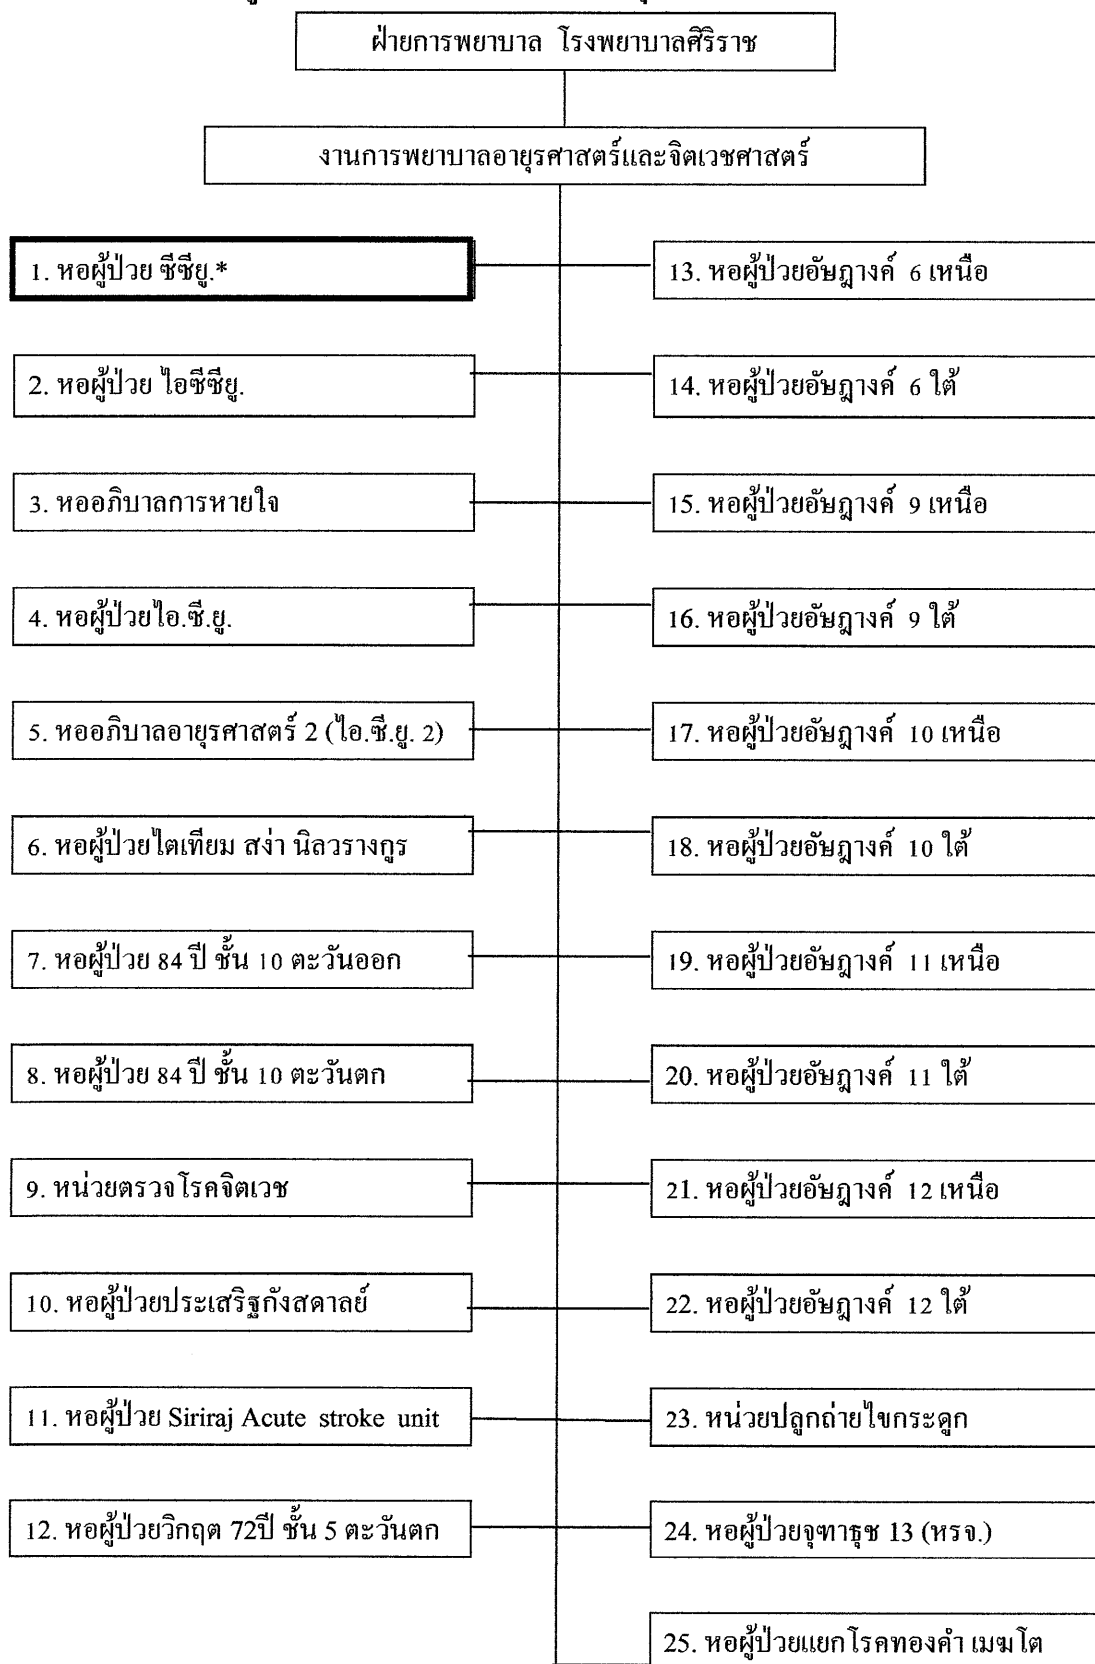 ฝ่ายการพยาบาล โรงพยาบาลศิริราช
งานการพยาบาลอายุรศาสตร์และจิตเวชศาสตร์
1. หอผู้ป่วย ซีซียู.*
2. หอผู้ป่วย ไอซีซียู.
3. หออภิบาลการหายใจ
4. หอผู้ป่วยไอ.ซี.ยู.
5. หออภิบาลอายุรศาสตร์ 2 (ไอ.ซี.ยู. 2)
6. หอผู้ป่วยไตเทียม สง่า นิลวรางกูร
7. หอผู้ป่วย 84 ปี ชั้น 10 ตะวันออก
8. หอผู้ป่วย 84 ปี ชั้น 10 ตะวันตก
9. หน่วยตรวจโรคจิตเวช
10. หอผู้ป่วยประเสริฐกังสดาลย์
11. หอผู้ป่วย Siriraj Acute stroke unit
12. หอผู้ป่วยวิกฤต 72ปี ชั้น 5 ตะวันตก
13. หอผู้ป่วยอัษฎางค์ 6 เหนือ
14. หอผู้ป่วยอัษฎางค์ 6 ใต้
15. หอผู้ป่วยอัษฎางค์ 9 เหนือ
16. หอผู้ป่วยอัษฎางค์ 9 ใต้
17. หอผู้ป่วยอัษฎางค์ 10 เหนือ
18. หอผู้ป่วยอัษฎางค์ 10 ใต้
19. หอผู้ป่วยอัษฎางค์ 11 เหนือ
20. หอผู้ป่วยอัษฎางค์ 11 ใต้
21. หอผู้ป่วยอัษฎางค์ 12 เหนือ
22. หอผู้ป่วยอัษฎางค์ 12 ใต้
23. หน่วยปลูกถ่ายไขกระดูก
24. หอผู้ป่วยจุฑาธุช 13 (หรจ.)
25. หอผู้ป่วยแยกโรคทองคำ เมฆโต